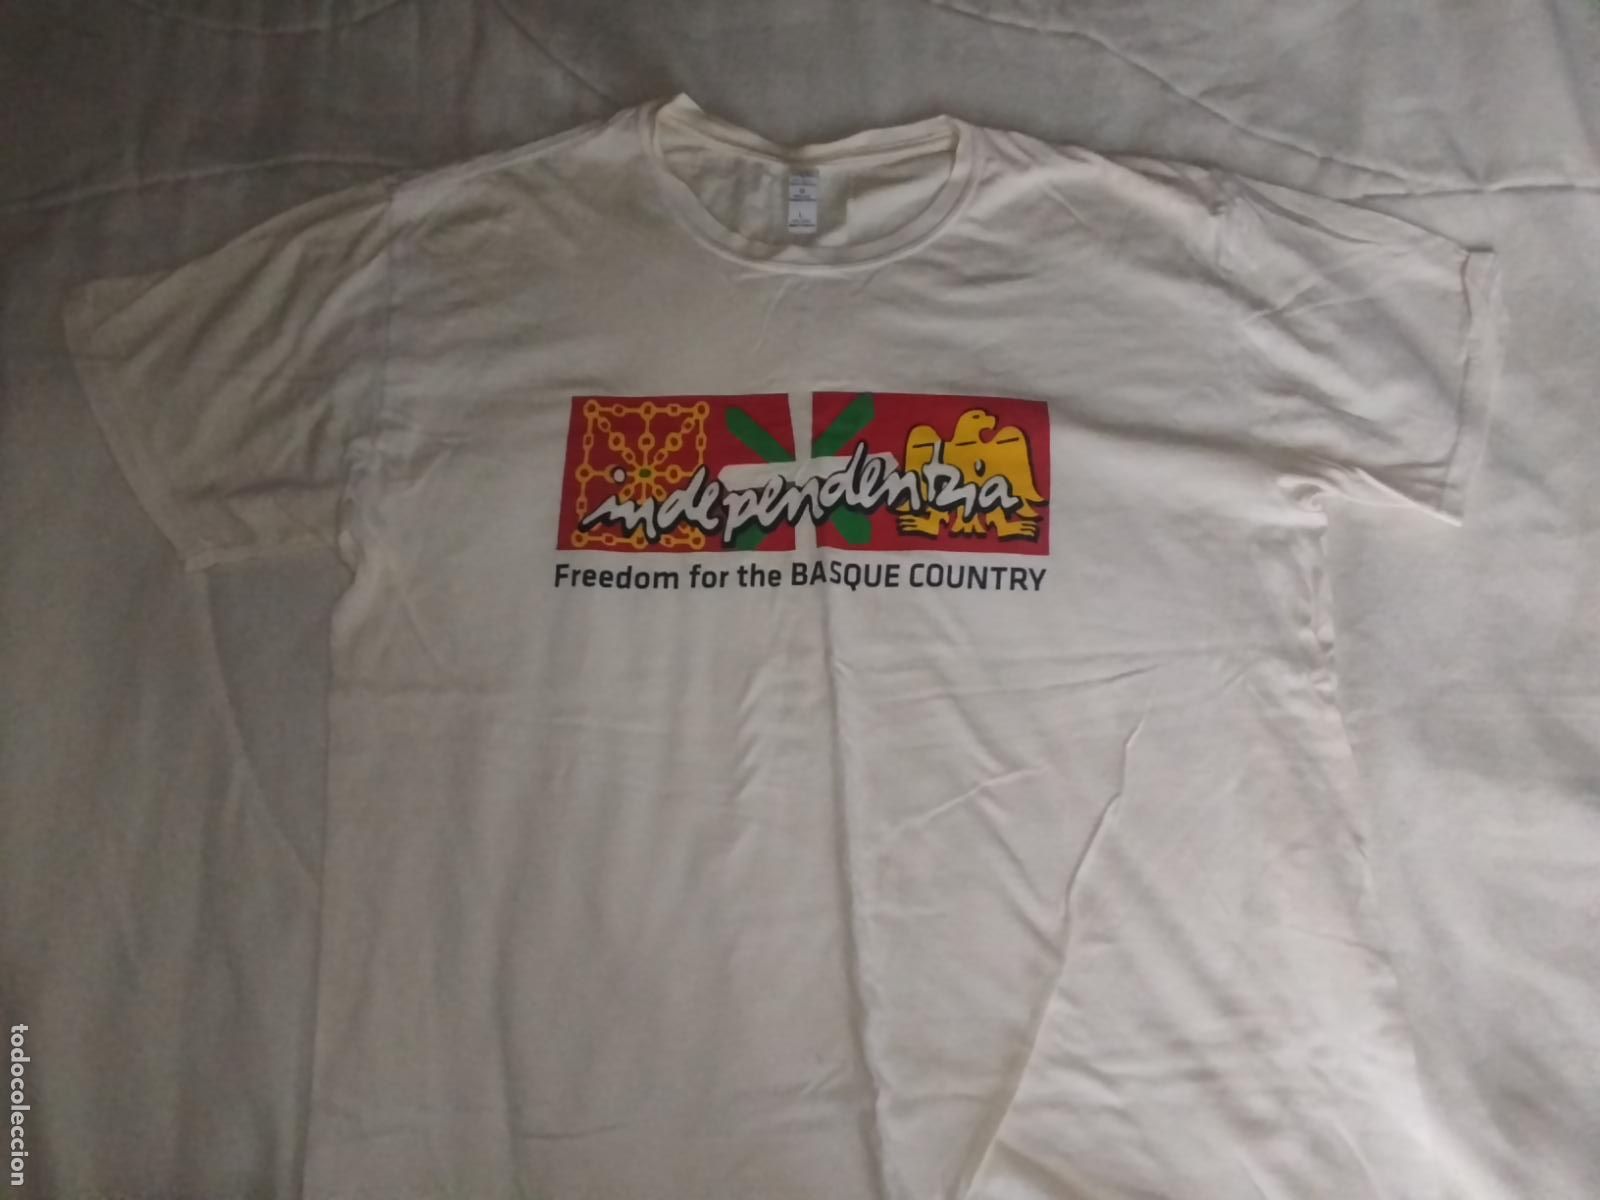 independentzia
Freedom for the BASQUE COUNTRY
L
todocoleccion